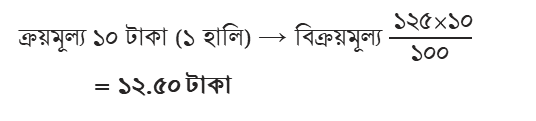 ক্রয়মূল্য ১০ টাকা (১ হালি) → বিক্রয়মূল্য ১২৫×১০/১০০
= ১২.৫০ টাকা